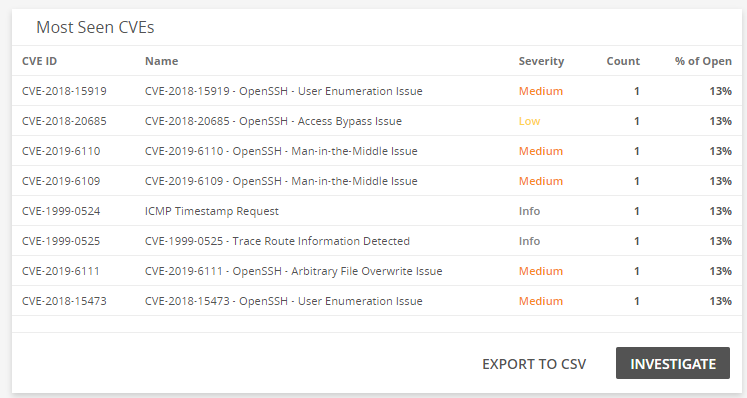 Most Seen CVEs
CVE ID Name Severity Count % of Open
CVE-2018-15919 CVE-2018-15919 - OpenSSH - User Enumeration Issue Medium 1 13%
CVE-2018-20685 CVE-2018-20685 - OpenSSH - Access Bypass Issue Low 1 13%
CVE-2019-6110 CVE-2019-6110 - OpenSSH - Man-in-the-Middle Issue Medium 1 13%
CVE-2019-6109 CVE-2019-6109 - OpenSSH - Man-in-the-Middle Issue Medium 1 13%
CVE-1999-0524 ICMP Timestamp Request Info 1 13%
CVE-1999-0525 CVE-1999-0525 - Trace Route Information Detected Info 1 13%
CVE-2019-6111 CVE-2019-6111 - OpenSSH - Arbitrary File Overwrite Issue Medium 1 13%
CVE-2018-15473 CVE-2018-15473 - OpenSSH - User Enumeration Issue Medium 1 13%
EXPORT TO CSV INVESTIGATE